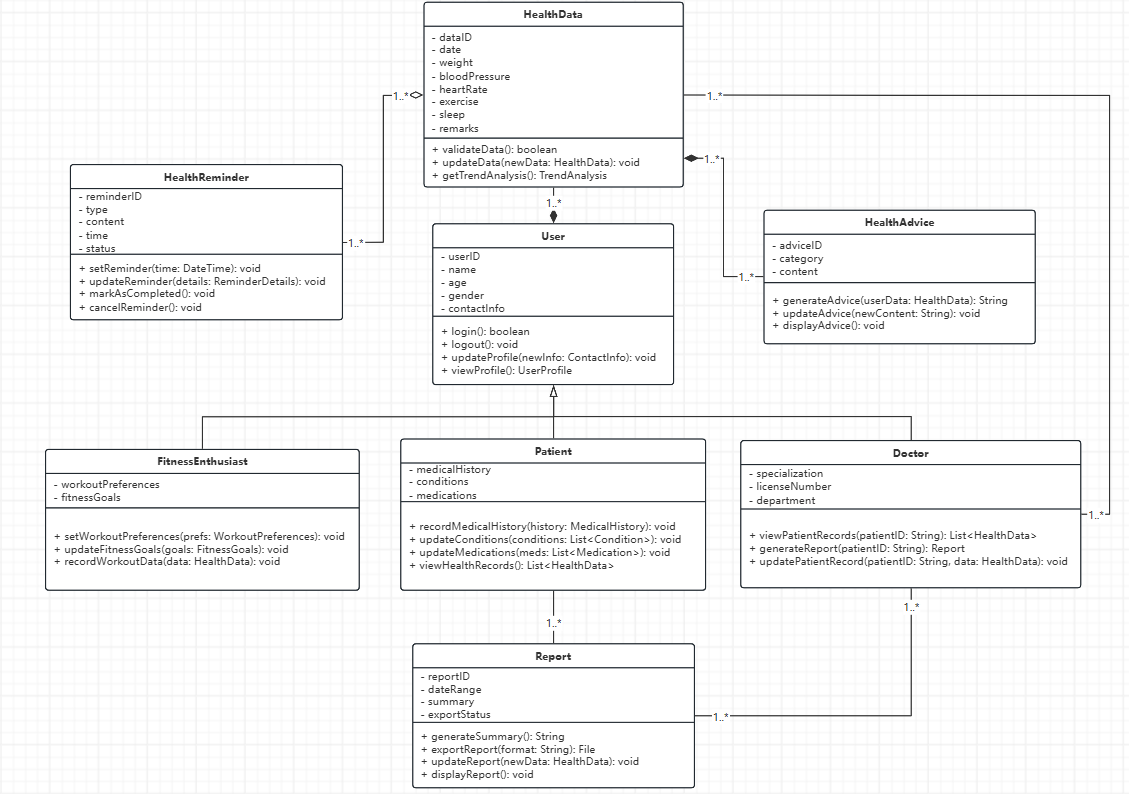 HealthData
- dataID
- date
- weight
- bloodPressure
- heartRate
- exercise
- sleep
- remarks
+ validateData(): boolean
+ updateData(newData: HealthData): void
+ getTrendAnalysis(): TrendAnalysis
1..*
1..*
1..*
1..*
HealthReminder
- reminderID
- type
- content
- time
- status
+ setReminder(time: DateTime): void
+ updateReminder(details: ReminderDetails): void
+ markAsCompleted(): void
+ cancelReminder(): void
1..*
User
- userID
- name
- age
- gender
- contactInfo
+ login(): boolean
+ logout(): void
+ updateProfile(newInfo: ContactInfo): void
+ viewProfile(): UserProfile
HealthAdvice
- adviceID
- category
- content
+ generateAdvice(userData: HealthData): String
+ updateAdvice(newContent: String): void
+ displayAdvice(): void
1..*
FitnessEnthusiast
- workoutPreferences
- fitnessGoals
+ setWorkoutPreferences(prefs: WorkoutPreferences): void
+ updateFitnessGoals(goals: FitnessGoals): void
+ recordWorkoutData(data: HealthData): void
Patient
- medicalHistory
- conditions
- medications
+ recordMedicalHistory(history: MedicalHistory): void
+ updateConditions(conditions: List<Condition>): void
+ updateMedications(meds: List<Medication>): void
+ viewHealthRecords(): List<HealthData>
Doctor
- specialization
- licenseNumber
- department
+ viewPatientRecords(patientID: String): List<HealthData>
+ generateReport(patientID: String): Report
+ updatePatientRecord(patientID: String, data: HealthData): void
1..*
1..*
1..*
Report
- reportID
- dateRange
- summary
- exportStatus
+ generateSummary(): String
+ exportReport(format: String): File
+ updateReport(newData: HealthData): void
+ displayReport(): void
1..*